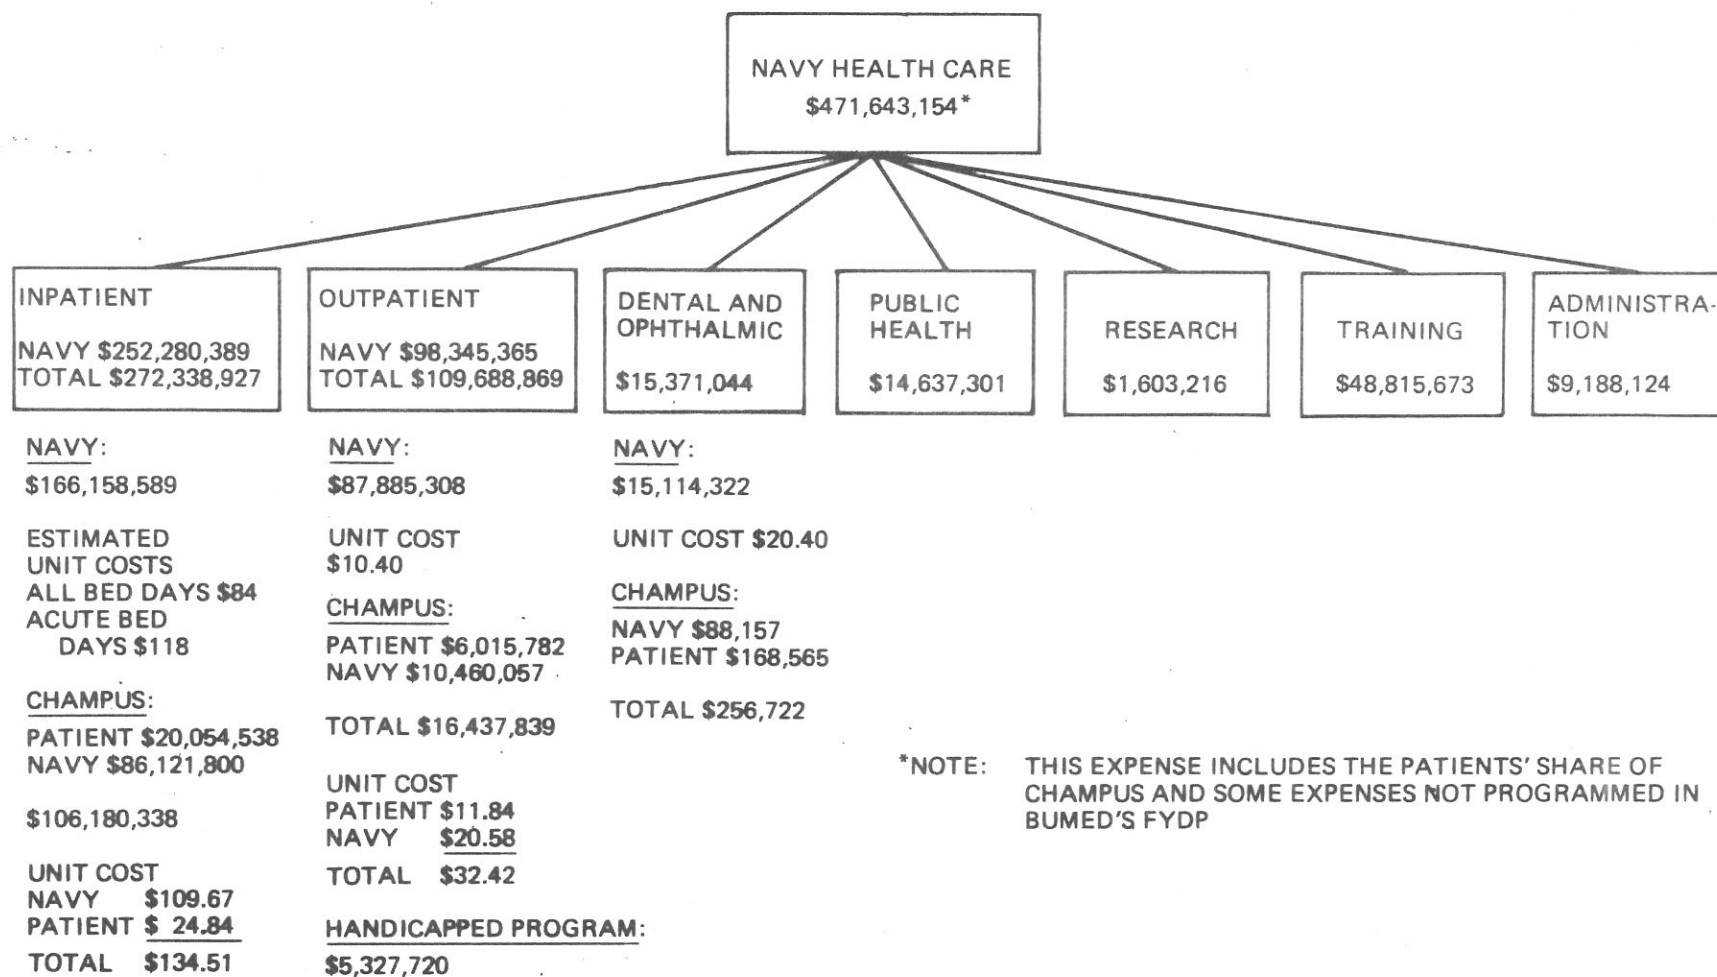 NAVY HEALTH CARE
$471,643,154*
INPATIENT
NAVY $252,280,389
TOTAL $272,338,927
OUTPATIENT
NAVY $98,345,365
TOTAL $109,688,869
DENTAL AND
OPHTHALMIC
$15,371,044
PUBLIC
HEALTH
$14,637,301
RESEARCH
$1,603,216
TRAINING
$48,815,673
ADMINISTRA-
TION
$9,188,124
NAVY:
$166,158,589
ESTIMATED
UNIT COSTS
ALL BED DAYS $84
ACUTE BED
DAYS $118
CHAMPUS:
PATIENT $20,054,538
NAVY $86,121,800
$106,180,338
UNIT COST
NAVY $109.67
PATIENT $ 24.84
TOTAL $134.51
NAVY:
$87,885,308
UNIT COST
$10.40
CHAMPUS:
PATIENT $6,015,782
NAVY $10,460,057
TOTAL $16,437,839
UNIT COST
PATIENT $11.84
NAVY $20.58
TOTAL $32.42
HANDICAPPED PROGRAM:
$5,327,720
NAVY:
$15,114,322
UNIT COST $20.40
CHAMPUS:
NAVY $88,157
PATIENT $168,565
TOTAL $256,722
*NOTE: THIS EXPENSE INCLUDES THE PATIENTS' SHARE OF
CHAMPUS AND SOME EXPENSES NOT PROGRAMMED IN
BUMED'S FYDP